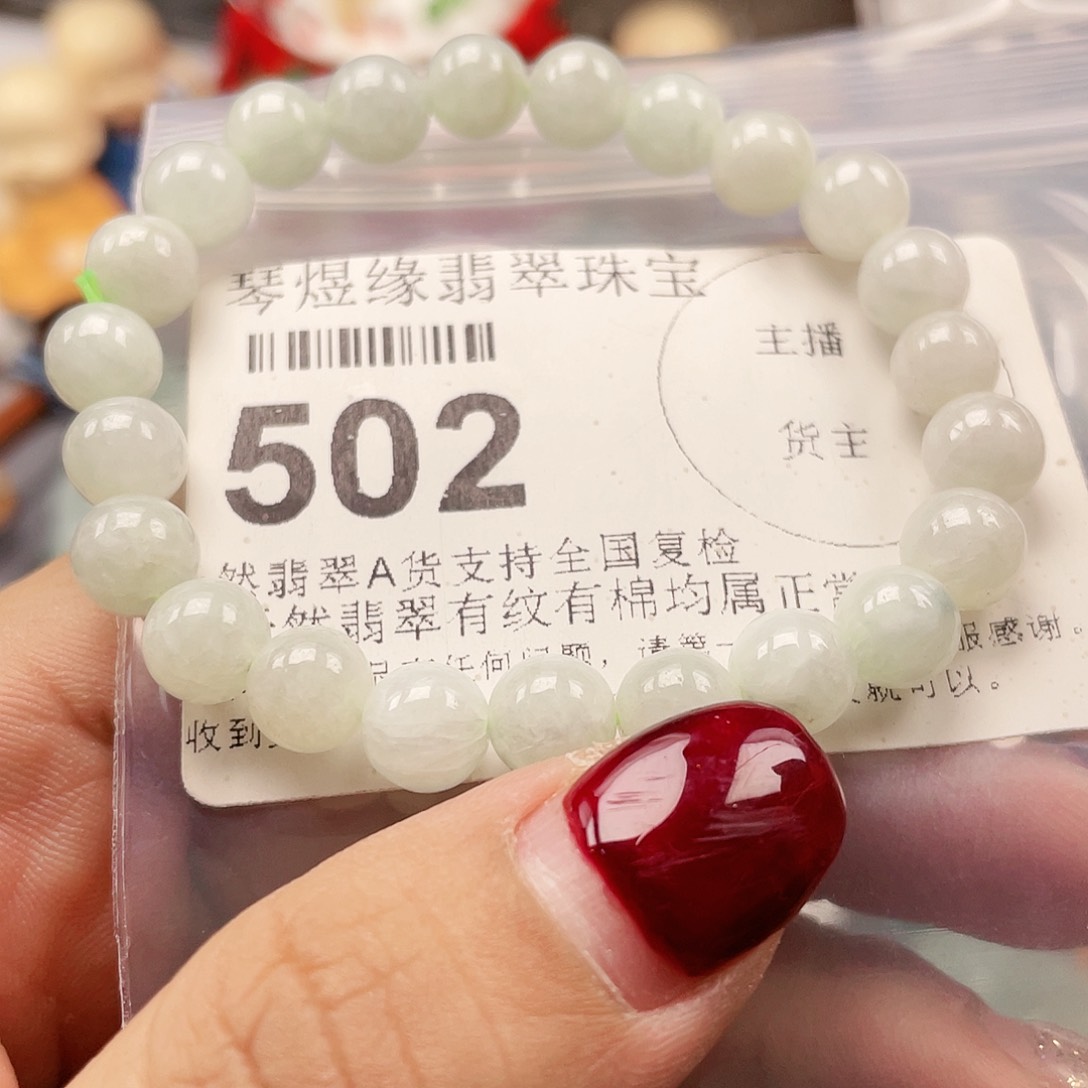 琴煜缘翡翠珠宝
主播
502
货主
然翡翠A货支持全国复检
然翡翠有纹有棉均属正常
任何问题,请第一
服感谢。
收到
就可以。